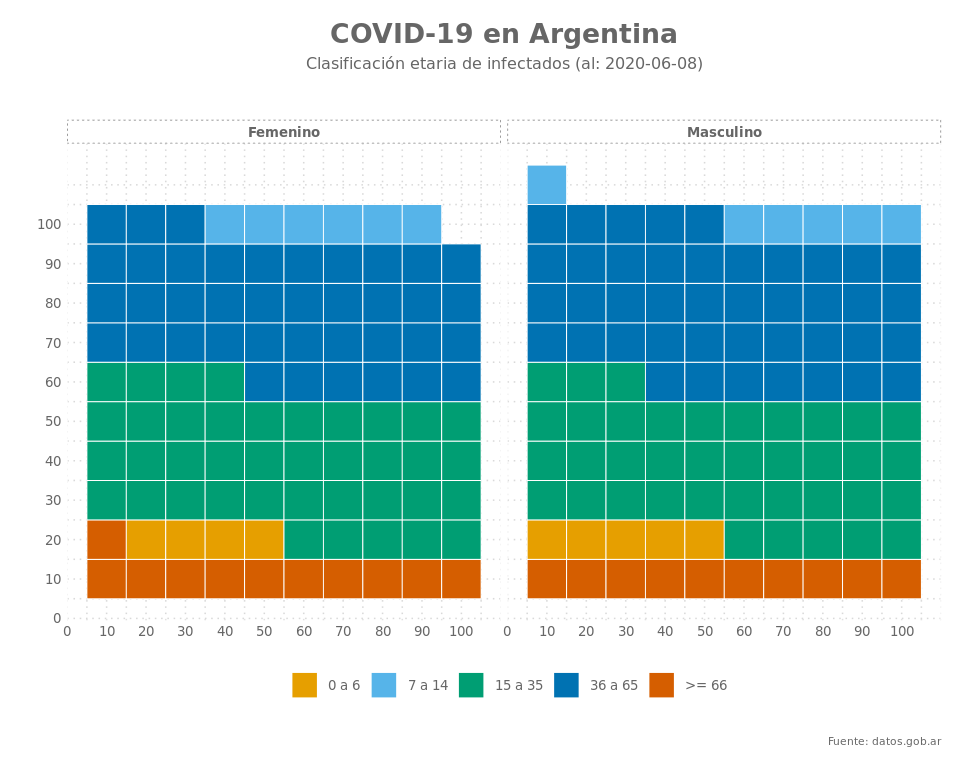 COVID-19 en Argentina
Clasificación etaria de infectados (al: 2020-06-08)
Femenino Masculino
100
90
80
70
60
50
40
30
20
10
0
0 10 20 30 40 50 60 70 80 90 100 0 10 20 30 40 50 60 70 80 90 100
0 a 6 7 a 14 15 a 35 36 a 65 >= 66
Fuente: datos.gob.ar